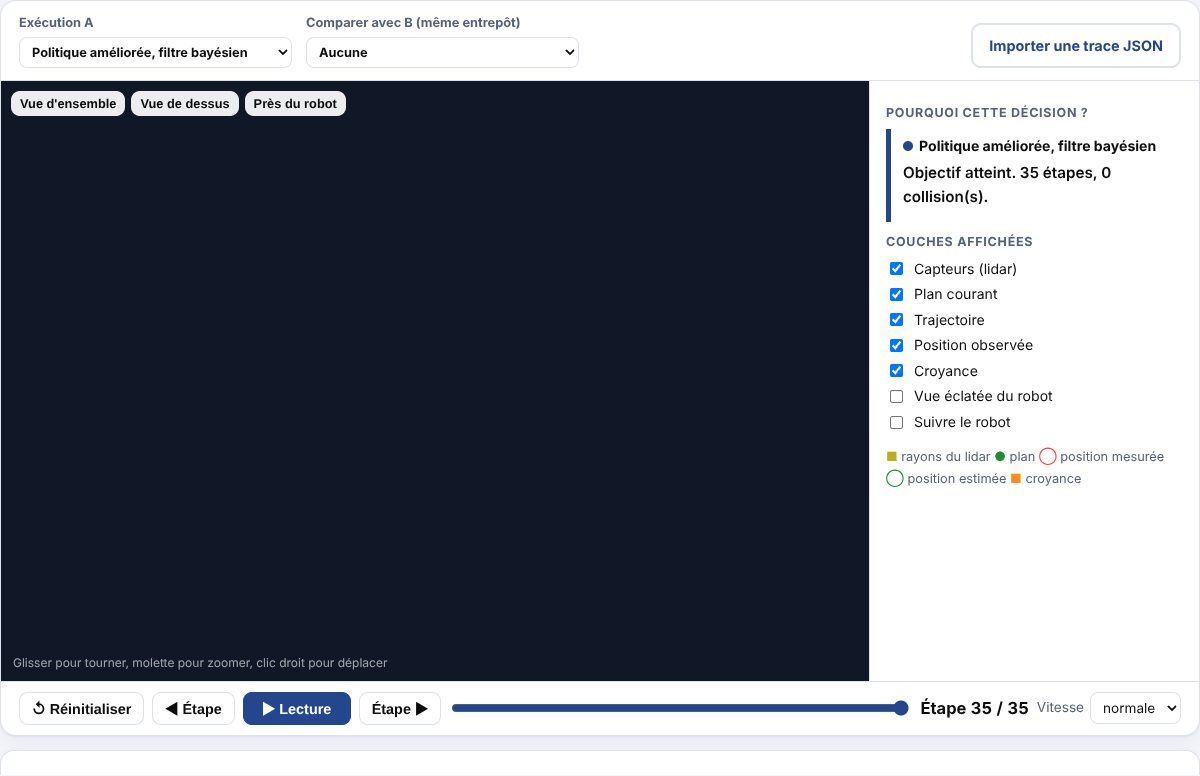 Exécution A
Comparer avec B (même entrepôt)
Politique améliorée, filtre bayésien
Aucune
Importer une trace JSON
Vue d'ensemble
Vue de dessus
Près du robot
POURQUOI CETTE DÉCISION ?
Politique améliorée, filtre bayésien
Objectif atteint. 35 étapes, 0
collision(s).
COUCHES AFFICHÉES
Capteurs (lidar)
Plan courant
Trajectoire
Position observée
Croyance
Vue éclatée du robot
Suivre le robot
rayons du lidar plan position mesurée
position estimée croyance
Glisser pour tourner, molette pour zoomer, clic droit pour déplacer
↺ Réinitialiser
◀ Étape
▶ Lecture
Étape ▶
Étape 35 / 35
Vitesse
normale